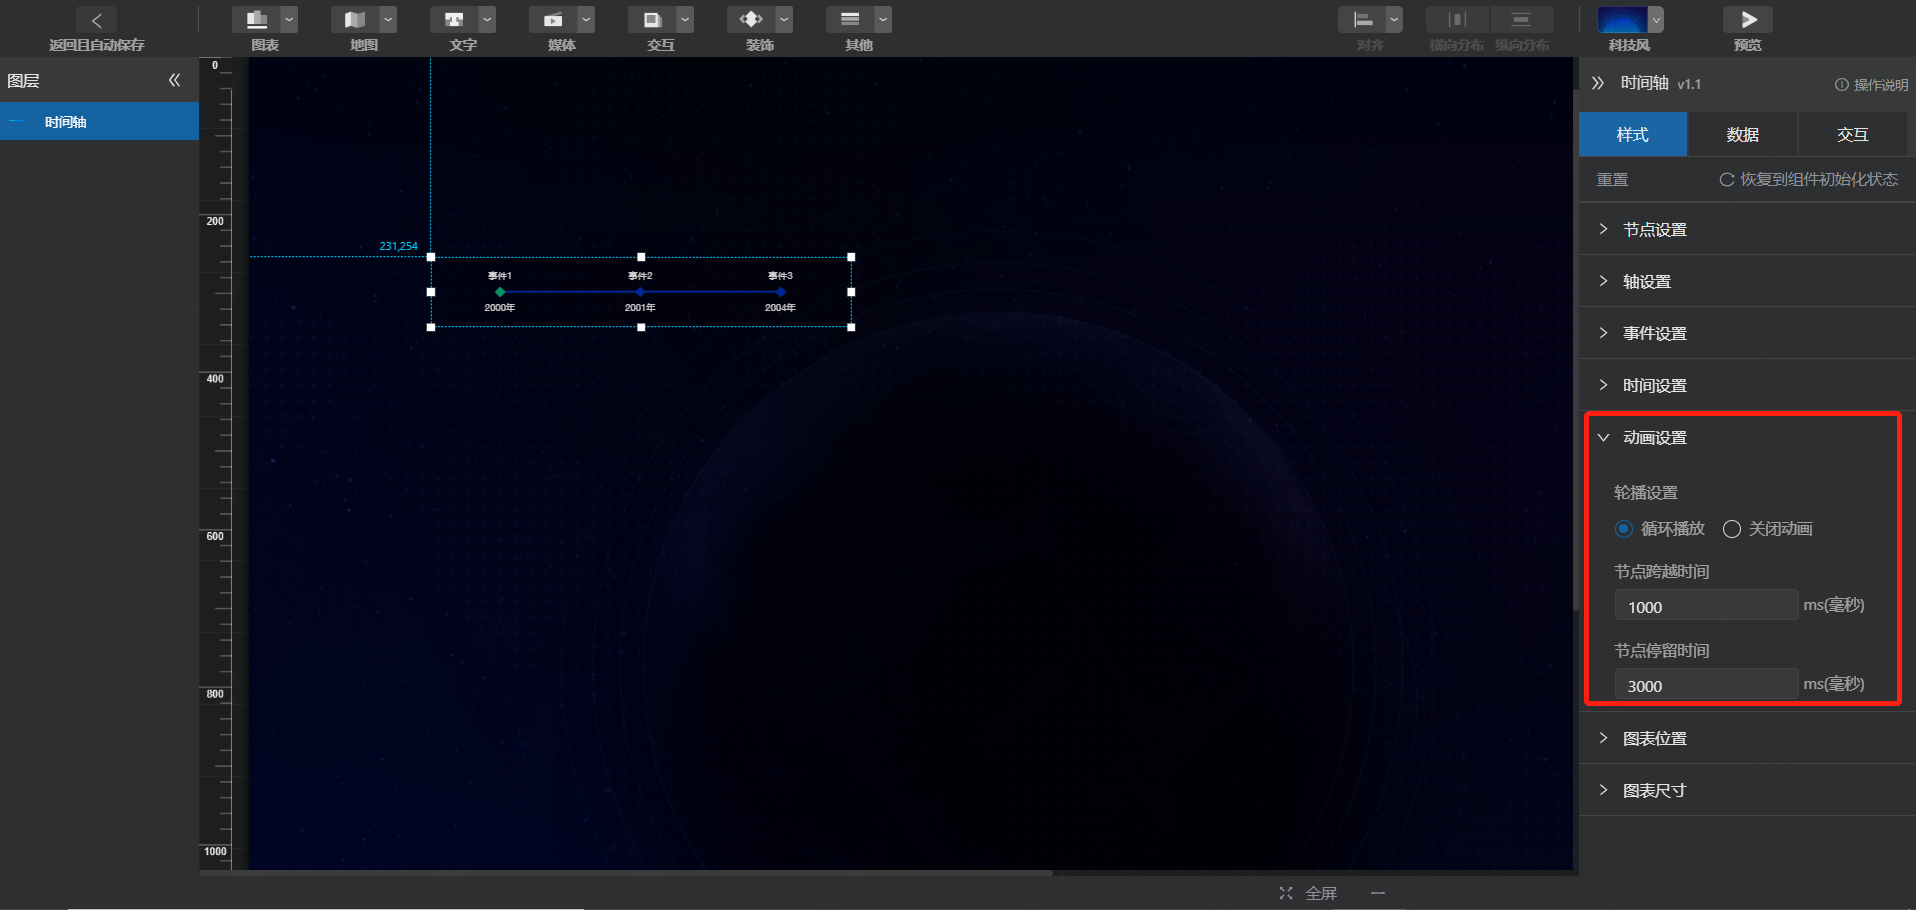 返回且自动保存
图表
地图
文字
媒体
交互
装饰
其他
对齐
横向分布
纵向分布
科技风
预览
图层
时间轴
0
200
400
600
800
1000
231,254
事件1
事件2
事件3
2000年
2001年
2004年
时间轴 v1.1
操作说明
样式
数据
交互
重置
恢复到组件初始化状态
节点设置
轴设置
事件设置
时间设置
动画设置
轮播设置
循环播放
关闭动画
节点跨越时间
1000 ms(毫秒)
节点停留时间
3000 ms(毫秒)
图表位置
图表尺寸
全屏